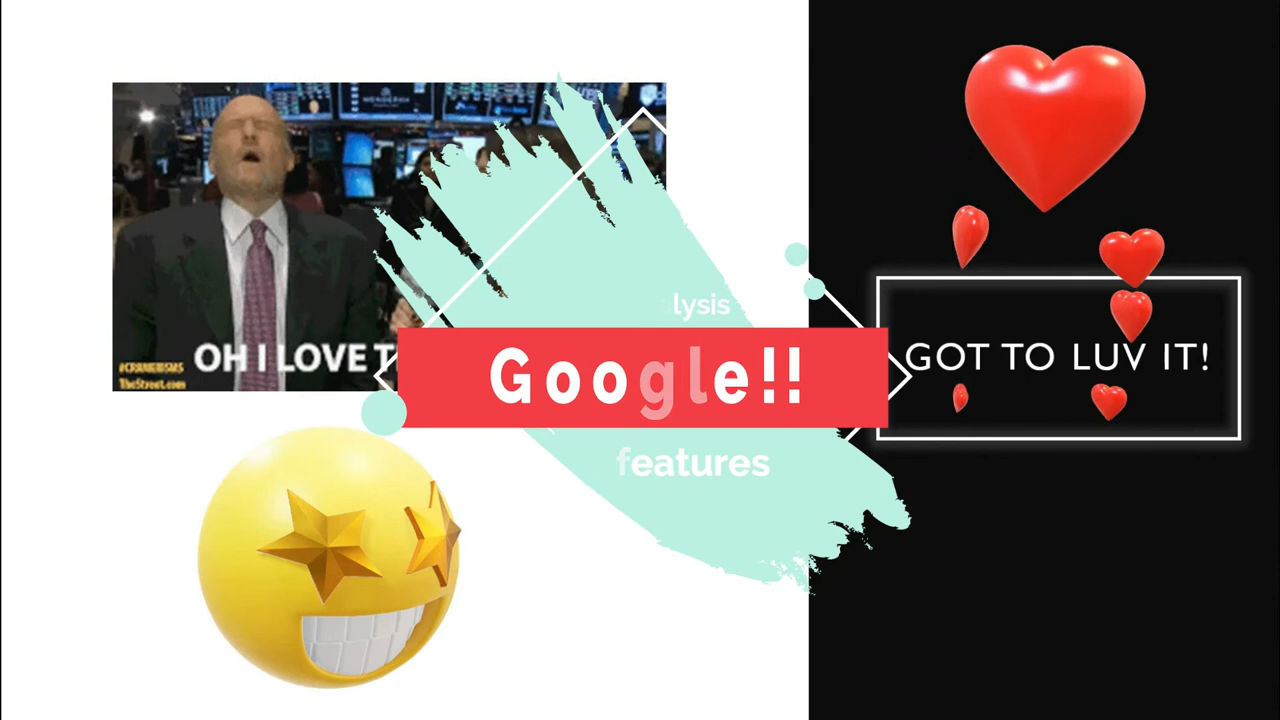 lysis
Google!!
features
OH I LOVE T
#CRAMERISMS
TheStreet.com
GOT TO LUV IT!